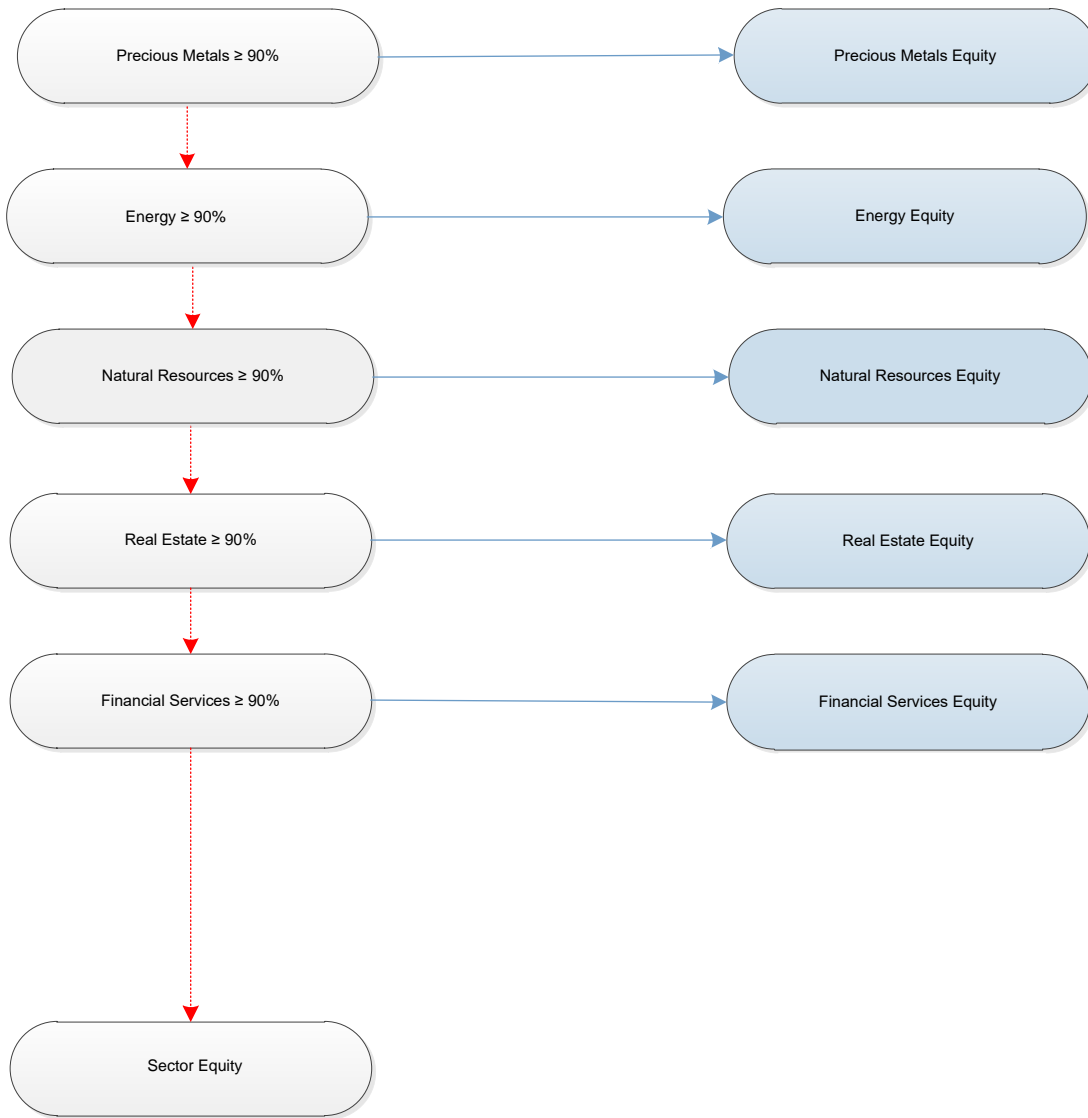 Precious Metals ≥ 90%
Precious Metals Equity
Energy ≥ 90%
Energy Equity
Natural Resources ≥ 90%
Natural Resources Equity
Real Estate ≥ 90%
Real Estate Equity
Financial Services ≥ 90%
Financial Services Equity
Sector Equity